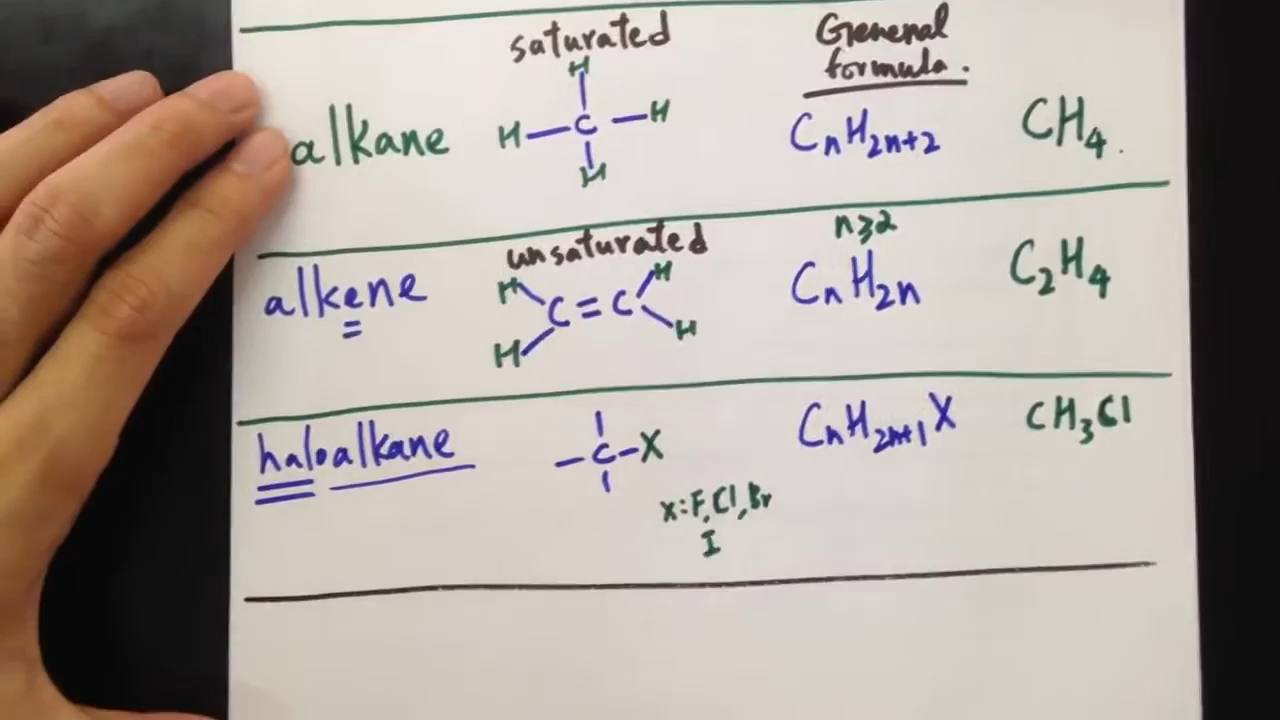 saturated General formula.
alkane H H C H H CnH2n+2 CH4.
unsaturated n≥2
alkene H H C=C H H CnH2n C2H4
haloalkane C-X CnH2n+1X CH3Cl
X:F,Cl,Br
I